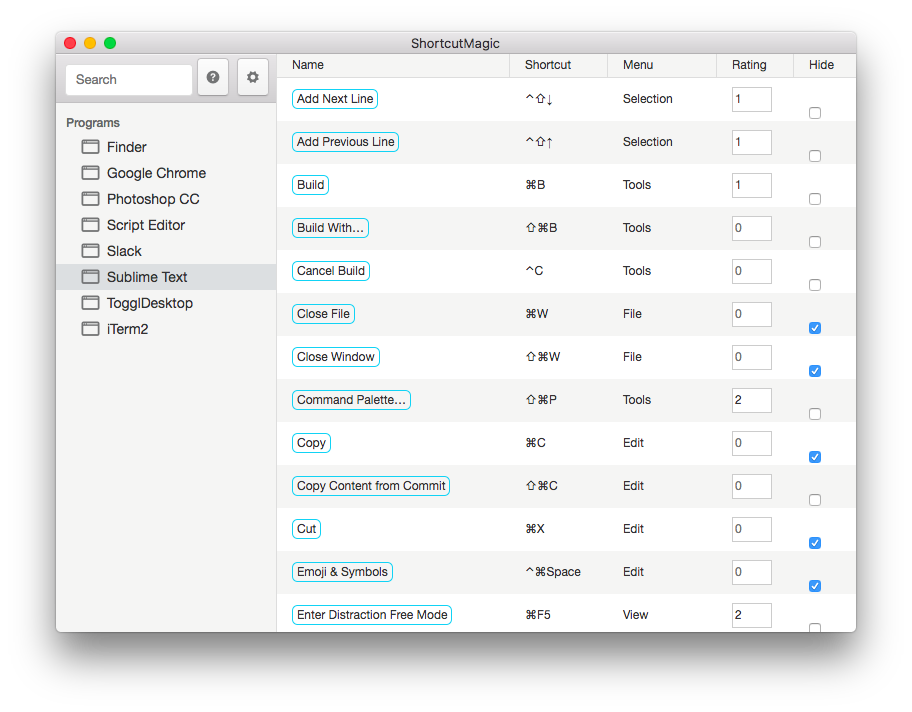 ShortcutMagic
Search
Programs
Finder
Google Chrome
Photoshop CC
Script Editor
Slack
Sublime Text
TogglDesktop
iTerm2
Name Shortcut Menu Rating Hide
Add Next Line ^⇧↓ Selection 1
Add Previous Line ^⇧↑ Selection 1
Build ⌘B Tools 1
Build With... ⇧⌘B Tools 0
Cancel Build ^C Tools 0
Close File ⌘W File 0
Close Window ⇧⌘W File 0
Command Palette... ⇧⌘P Tools 2
Copy ⌘C Edit 0
Copy Content from Commit ⇧⌘C Edit 0
Cut ⌘X Edit 0
Emoji & Symbols ^⌘Space Edit 0
Enter Distraction Free Mode ⌘F5 View 2